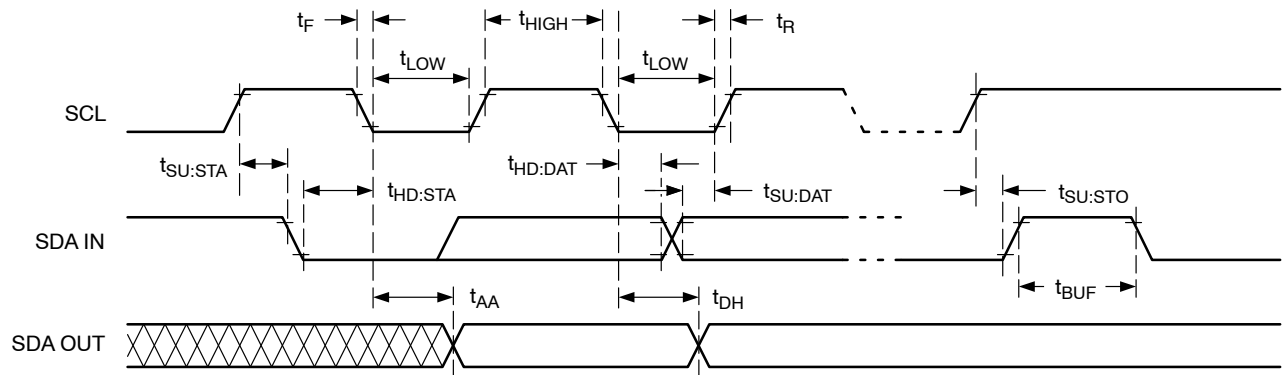 tF
tHIGH
tR
tLOW
tLOW
SCL
tSU:STA
tHD:STA
tHD:DAT
tSU:DAT
tSU:STO
SDA IN
tBUF
tAA
tDH
SDA OUT